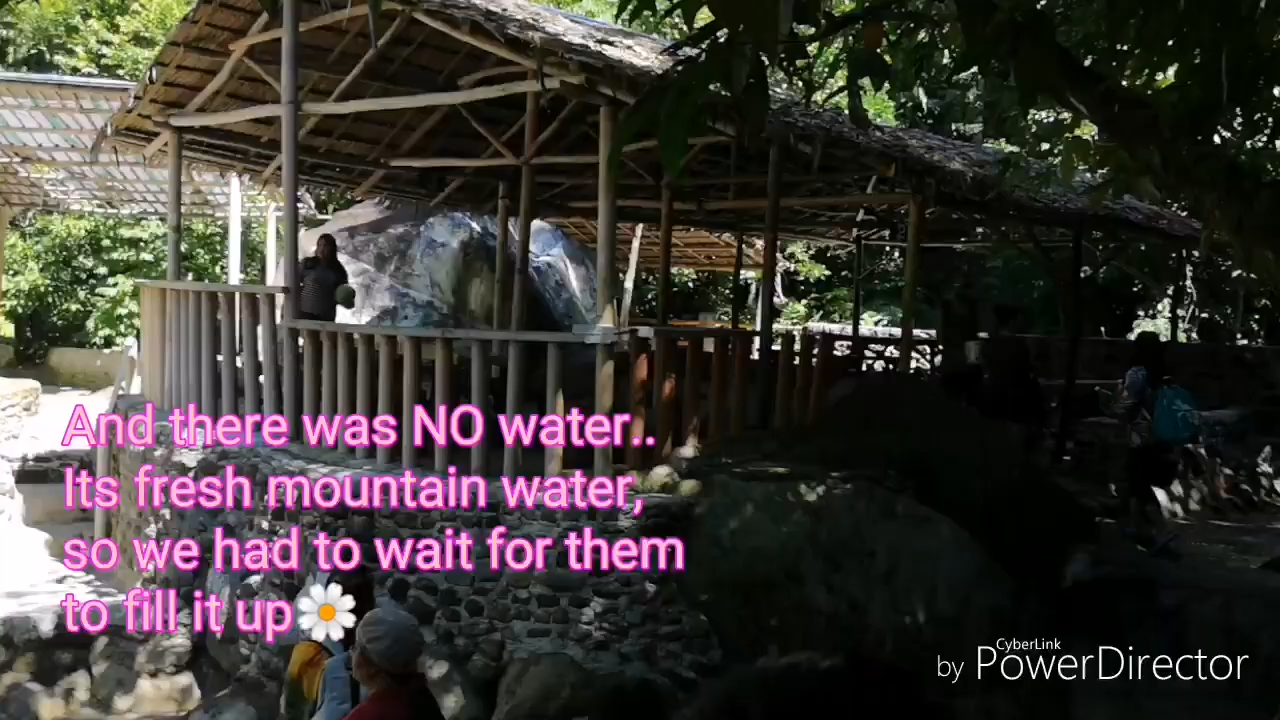 And there was NO water..
Its fresh mountain water,
so we had to wait for them
to fill it up🌼
CyberLink
by PowerDirector